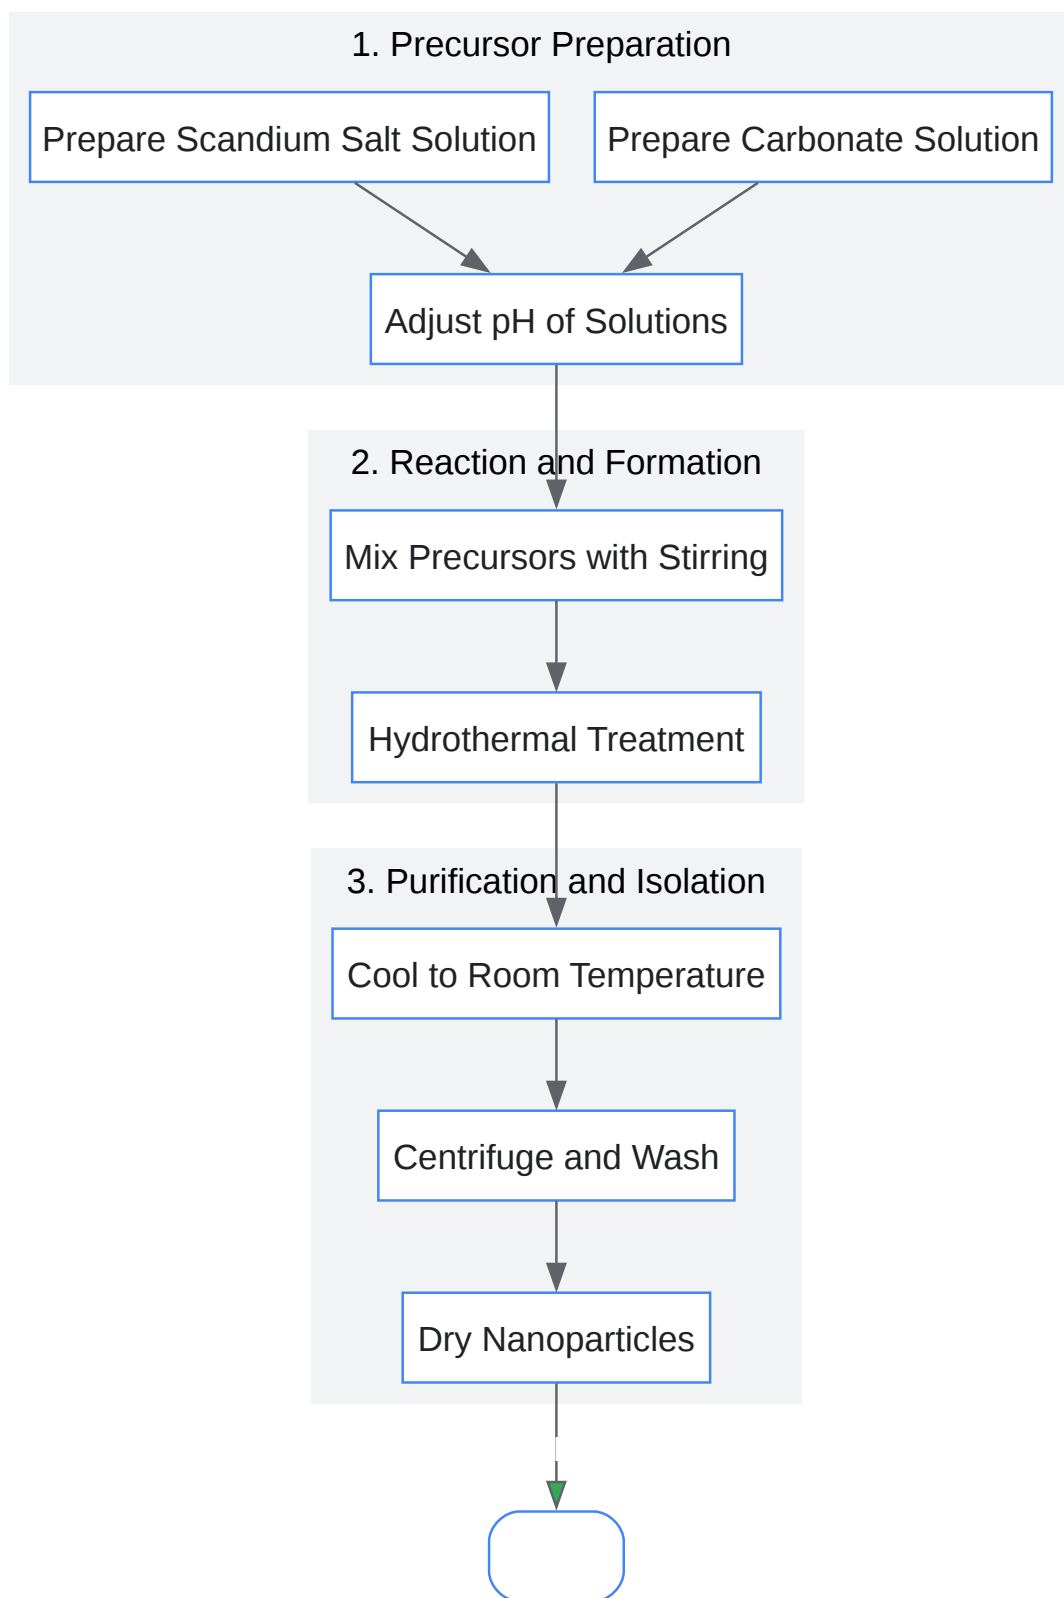 1. Precursor Preparation
Prepare Scandium Salt Solution
Prepare Carbonate Solution
Adjust pH of Solutions
2. Reaction and Formation
Mix Precursors with Stirring
Hydrothermal Treatment
3. Purification and Isolation
Cool to Room Temperature
Centrifuge and Wash
Dry Nanoparticles